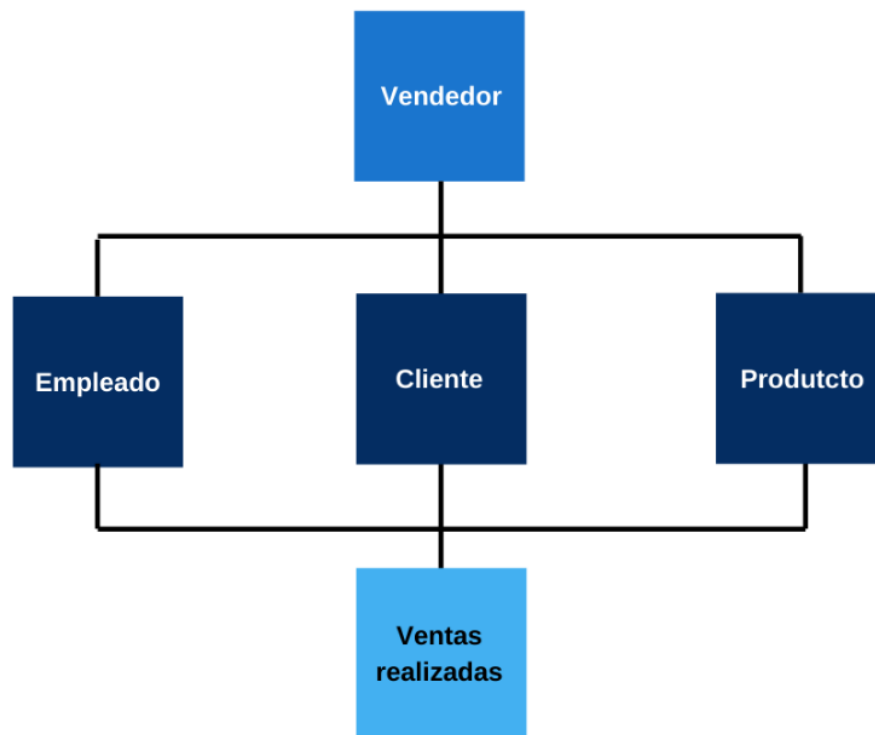 Vendedor
Empleado
Cliente
Produtcto
Ventas
realizadas